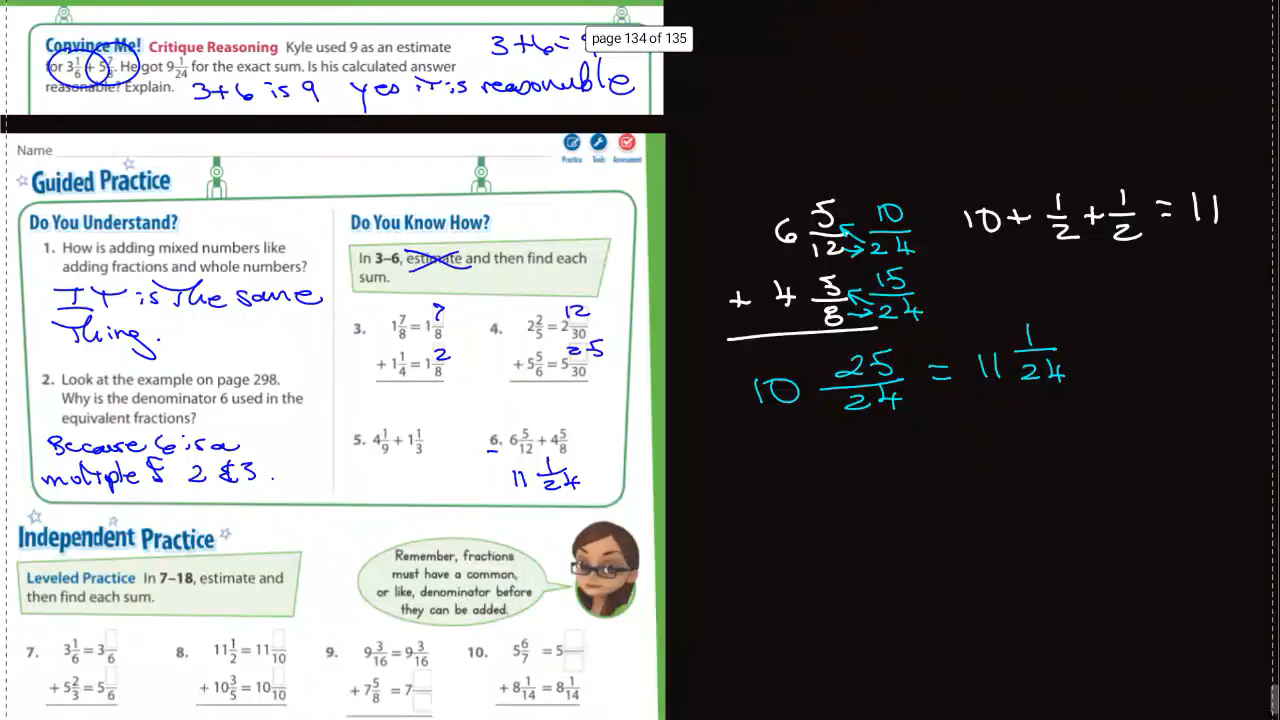 Convince Me! Critique Reasoning Kyle used 9 as an estimate
for 3 1/6 + 5 7/8. He got 9 1/24 for the exact sum. Is his calculated answer
reasonable? Explain.
3+6=9
page 134 of 135
3+6 is 9 yes it is reasonable
Name
Practice Tools Assessment
Guided Practice
Do You Understand?
1. How is adding mixed numbers like
adding fractions and whole numbers?
IT is The same
Thing.
2. Look at the example on page 298.
Why is the denominator 6 used in the
equivalent fractions?
Because 6 is a
multiple of 2 & 3.
Do You Know How?
In 3–6, estimate and then find each
sum.
3. 1 7/8 = 1 7/8
+ 1 1/4 = 1 2/8
4. 2 2/5 = 2 12/30
+ 5 5/6 = 5 25/30
5. 4 1/9 + 1 1/3
6. 6 5/12 + 4 5/8
11 1/24
Independent Practice
Leveled Practice In 7–18, estimate and
then find each sum.
Remember, fractions
must have a common,
or like, denominator before
they can be added.
7. 3 1/6 = 3 /6
+ 5 2/3 = 5 /6
8. 11 1/2 = 11 /10
+ 10 3/5 = 10 /10
9. 9 3/16 = 9 3/16
+ 7 5/8 = 7
10. 5 6/7 = 5
+ 8 1/14 = 8 1/14
6 5/12 10/24
+ 4 5/8 15/24
10 25/24 = 11 1/24
10 + 1/2 + 1/2 = 11